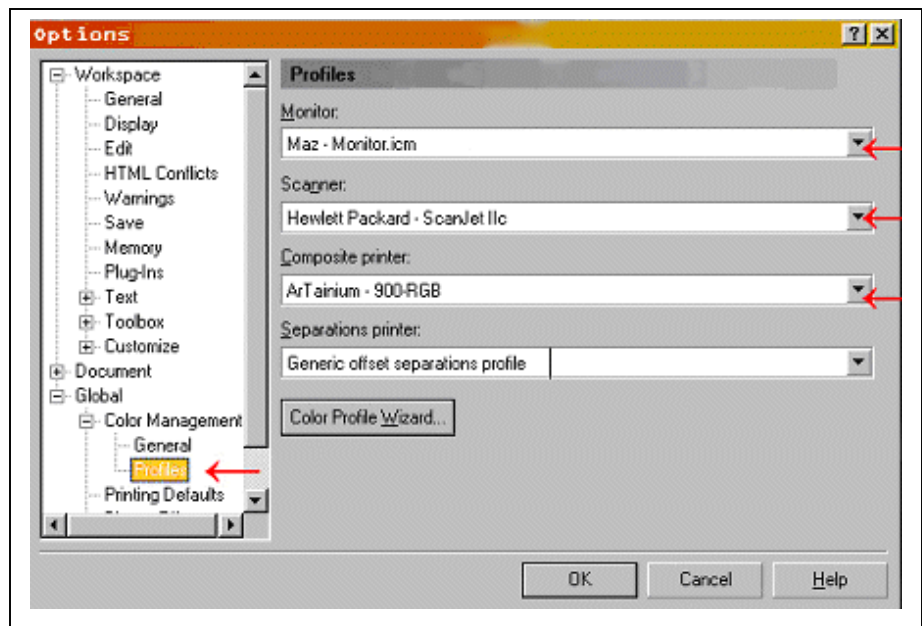 Options
Workspace
General
Display
Edit
HTML Conflicts
Warnings
Save
Memory
Plug-Ins
Text
Toolbox
Customize
Document
Global
Color Management
General
Profiles
Printing Defaults
Profiles
Monitor:
Maz - Monitor.icm
Scanner:
Hewlett Packard - ScanJet IIc
Composite printer:
ArTainium - 900-RGB
Separations printer:
Generic offset separations profile
Color Profile Wizard...
OK
Cancel
Help